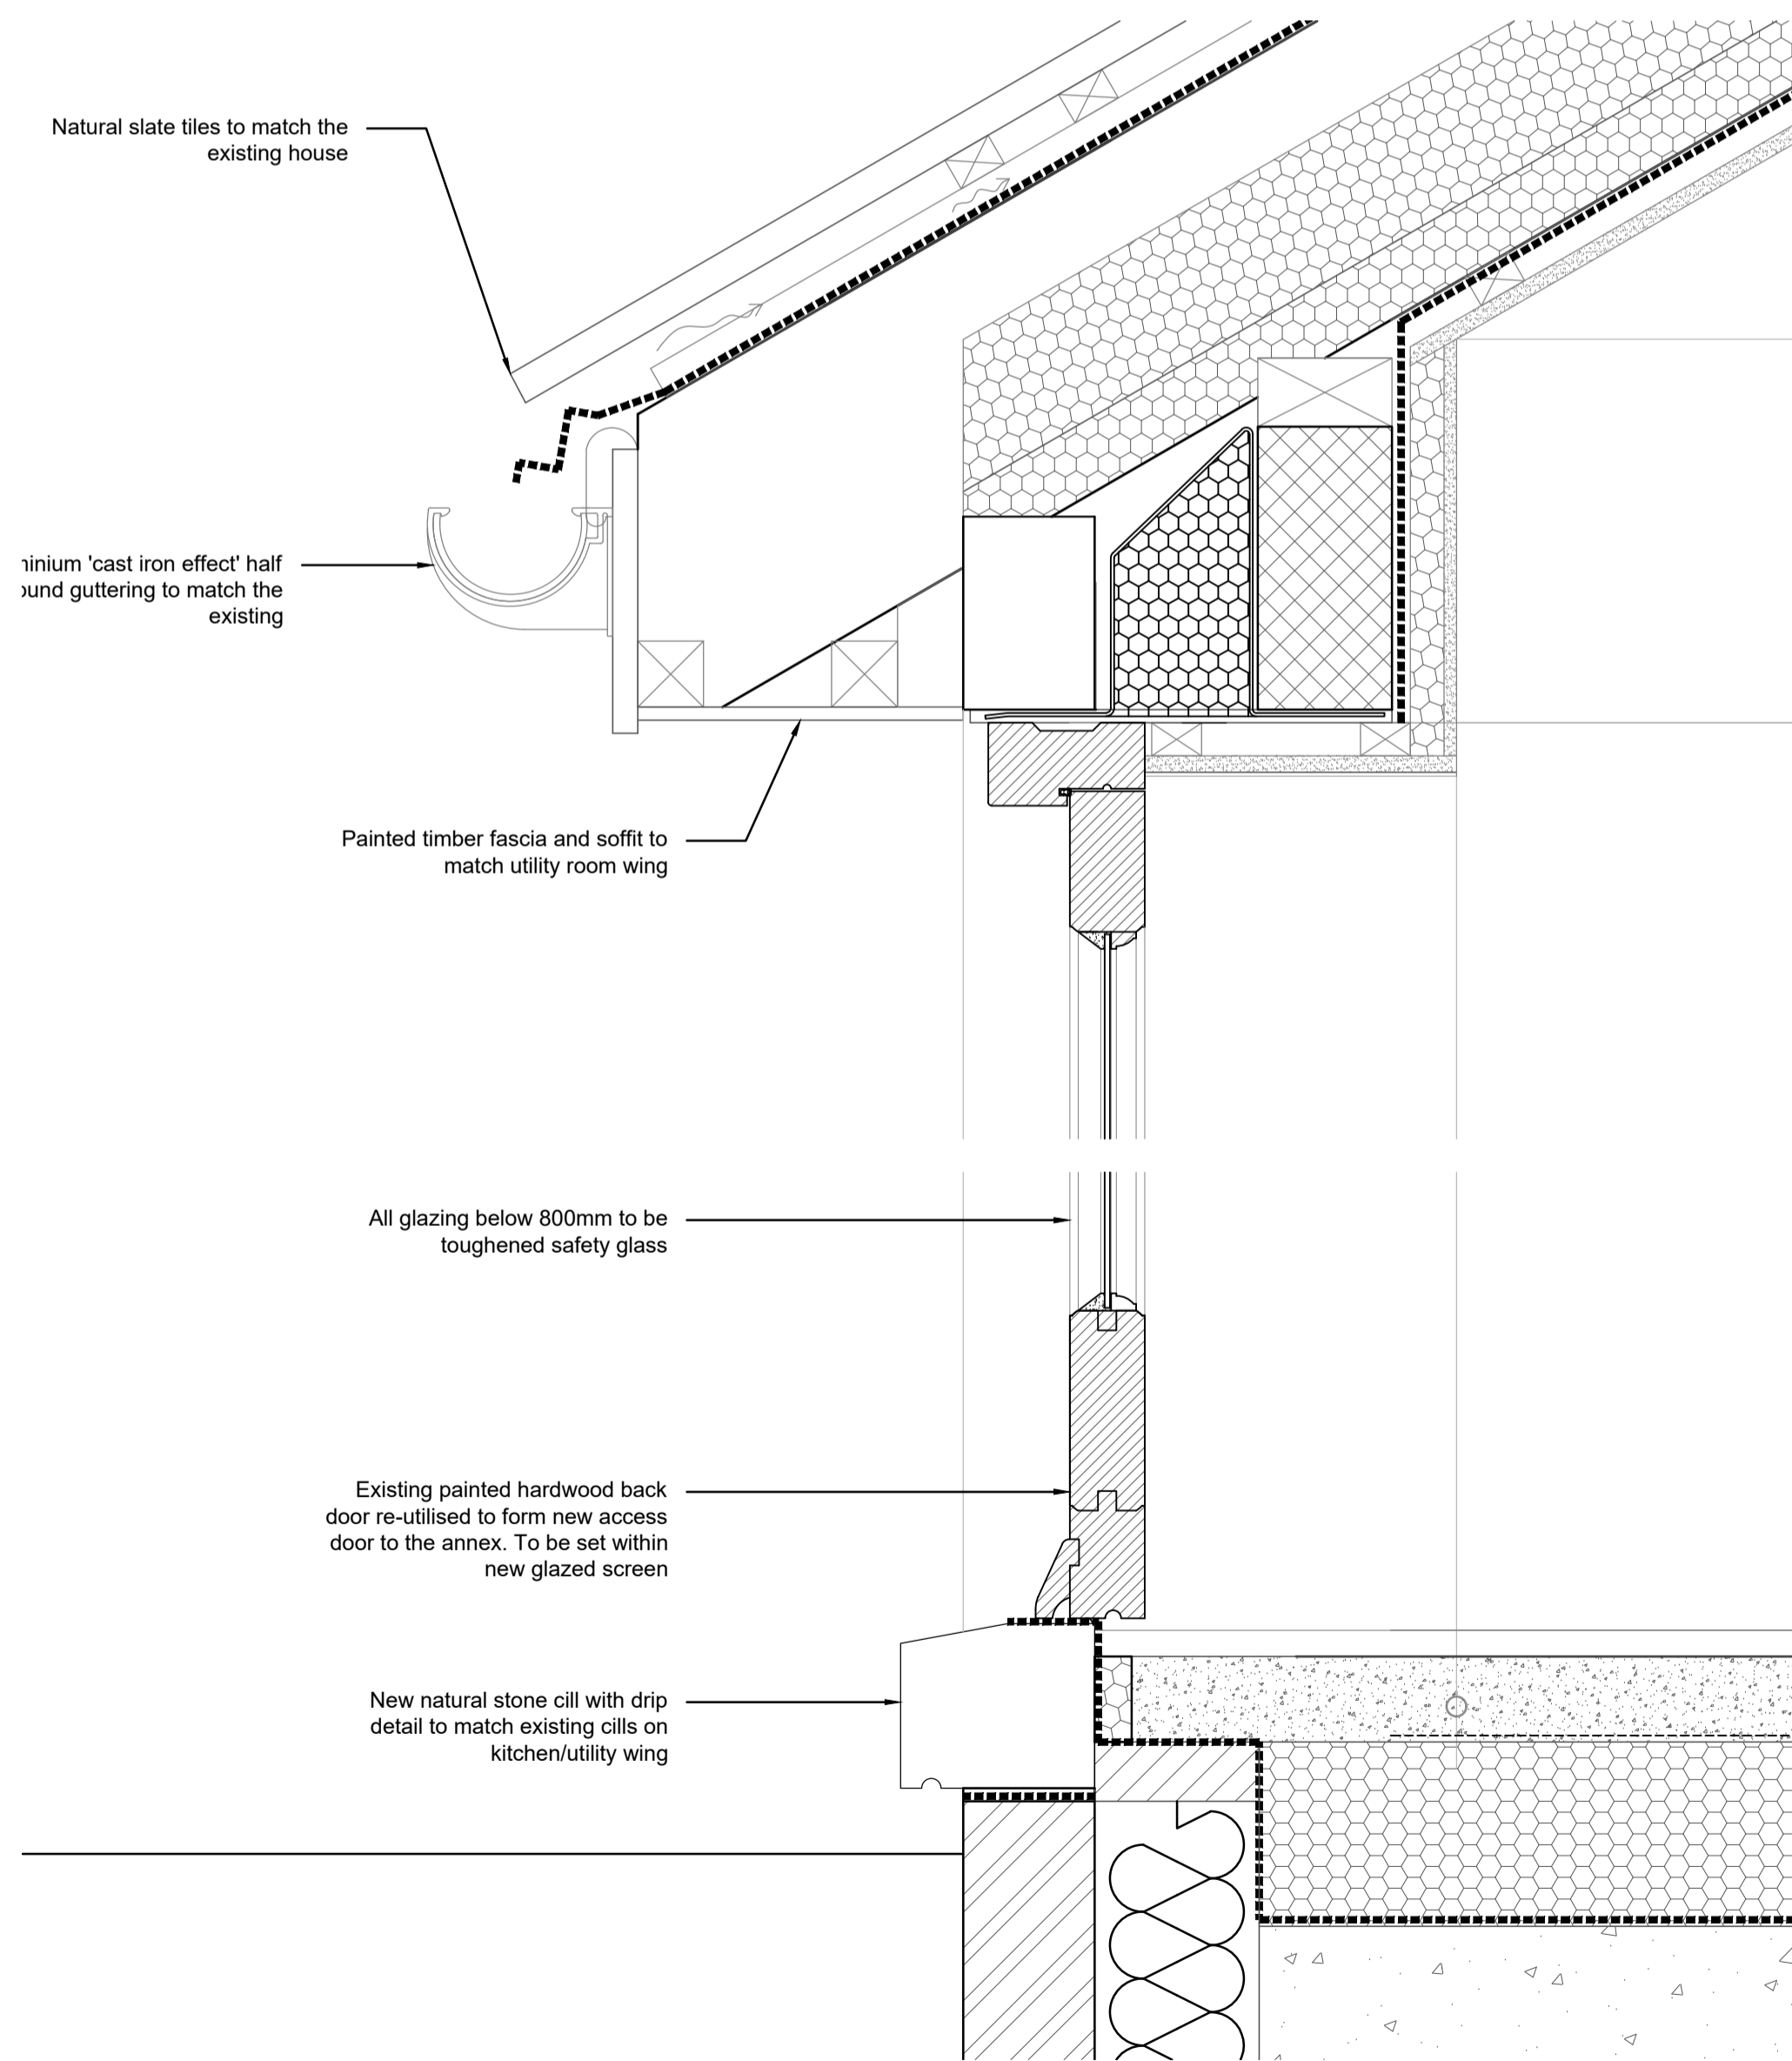 Natural slate tiles to match the
existing house
'cast iron effect' half
guttering to match the
existing
Painted timber fascia and soffit to
match utility room wing
All glazing below 800mm to be
toughened safety glass
Existing painted hardwood back
door re-utilised to form new access
door to the annex. To be set within
new glazed screen
New natural stone cill with drip
detail to match existing cills on
kitchen/utility wing